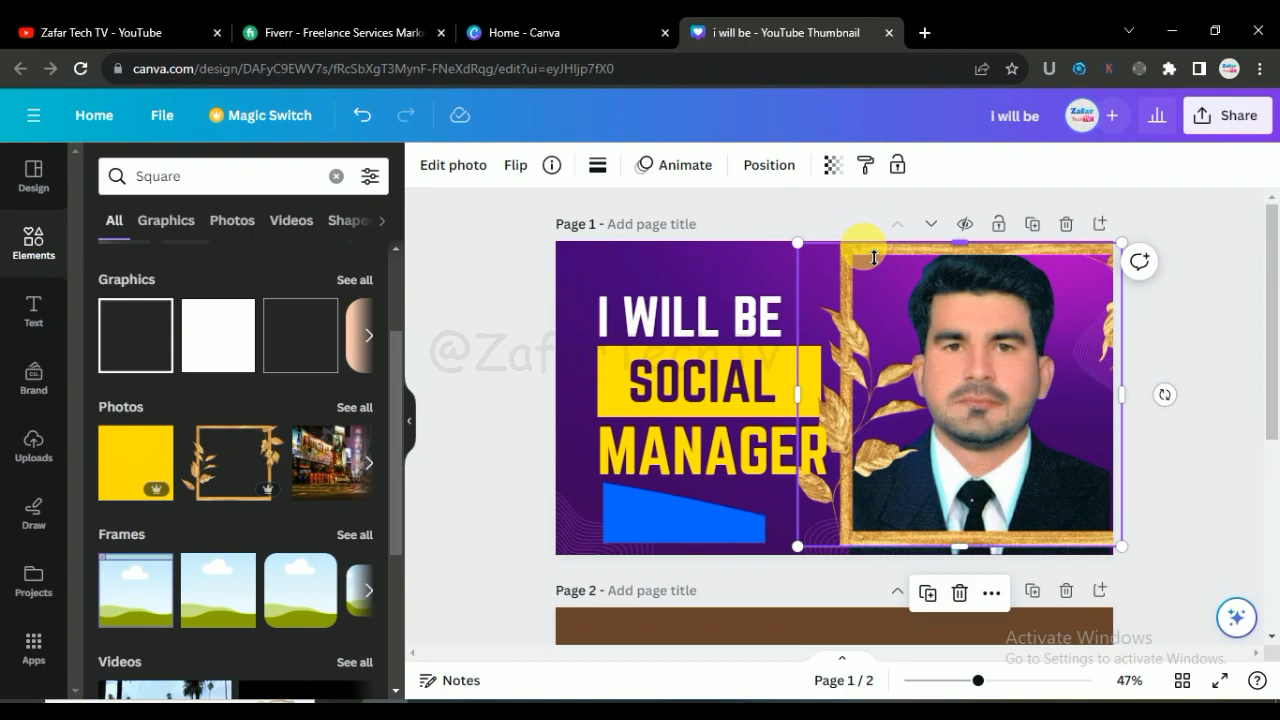 Zafar Tech TV - YouTube
Fiverr - Freelance Services Marke
Home - Canva
i will be - YouTube Thumbnail
canva.com/design/DAFyC9EWV7s/fRcSbXgT3MynF-FNeXdRqg/edit?ui=eyJHIjp7fX0
Home
File
Magic Switch
I will be
Zafar
Tech TV
Share
Design
Elements
Text
Brand
Uploads
Draw
Projects
Apps
Square
All
Graphics
Photos
Videos
Shape
Graphics
See all
Photos
See all
Frames
See all
Videos
See all
Edit photo
Flip
Animate
Position
Page 1 - Add page title
I WILL BE
SOCIAL
MANAGER
@Zafar Tech TV
Page 2 - Add page title
Activate Windows
Go to Settings to activate Windows.
Notes
Page 1 / 2
47%